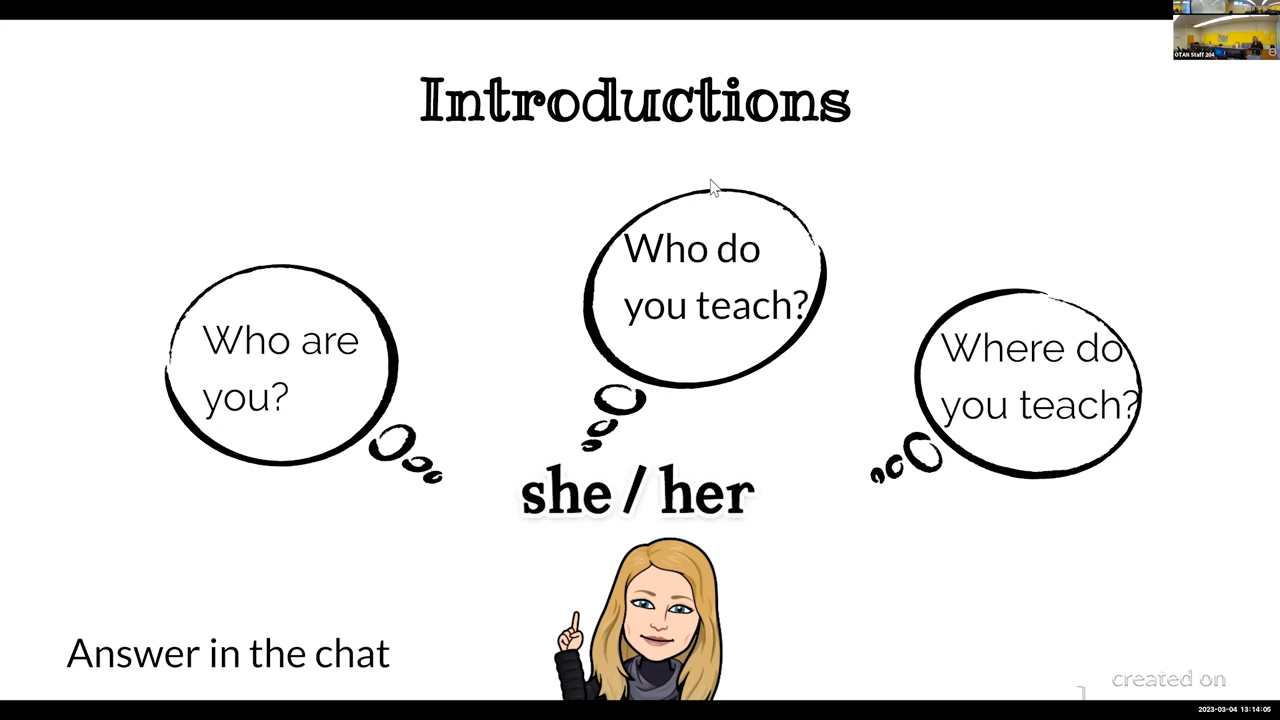 OTAN Staff 204
Introductions
Who are
you?
Who do
you teach?
Where do
you teach?
she / her
Answer in the chat
created on
2023-03-04 13:14:05